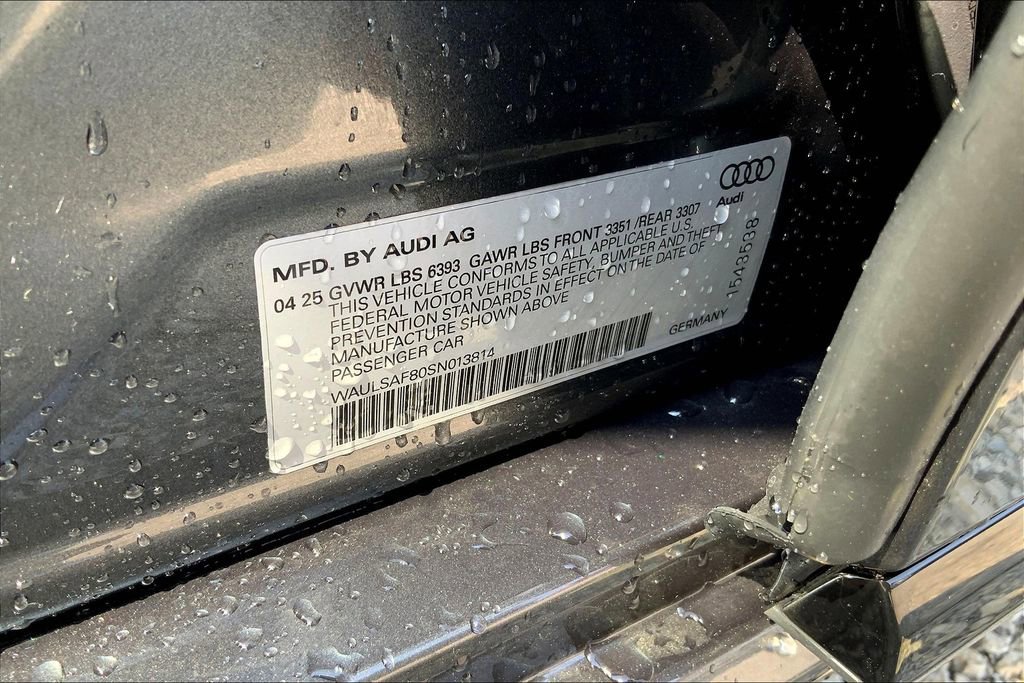 Audi
MFD. BY AUDI AG
04 25 GVWR LBS 6393 GAWR LBS FRONT 3351 /REAR 3307
THIS VEHICLE CONFORMS TO ALL APPLICABLE U.S.
FEDERAL MOTOR VEHICLE SAFETY, BUMPER AND THEFT
PREVENTION STANDARDS IN EFFECT ON THE DATE OF
MANUFACTURE SHOWN ABOVE
PASSENGER CAR
WAULSAF80SN013814
GERMANY
1543538